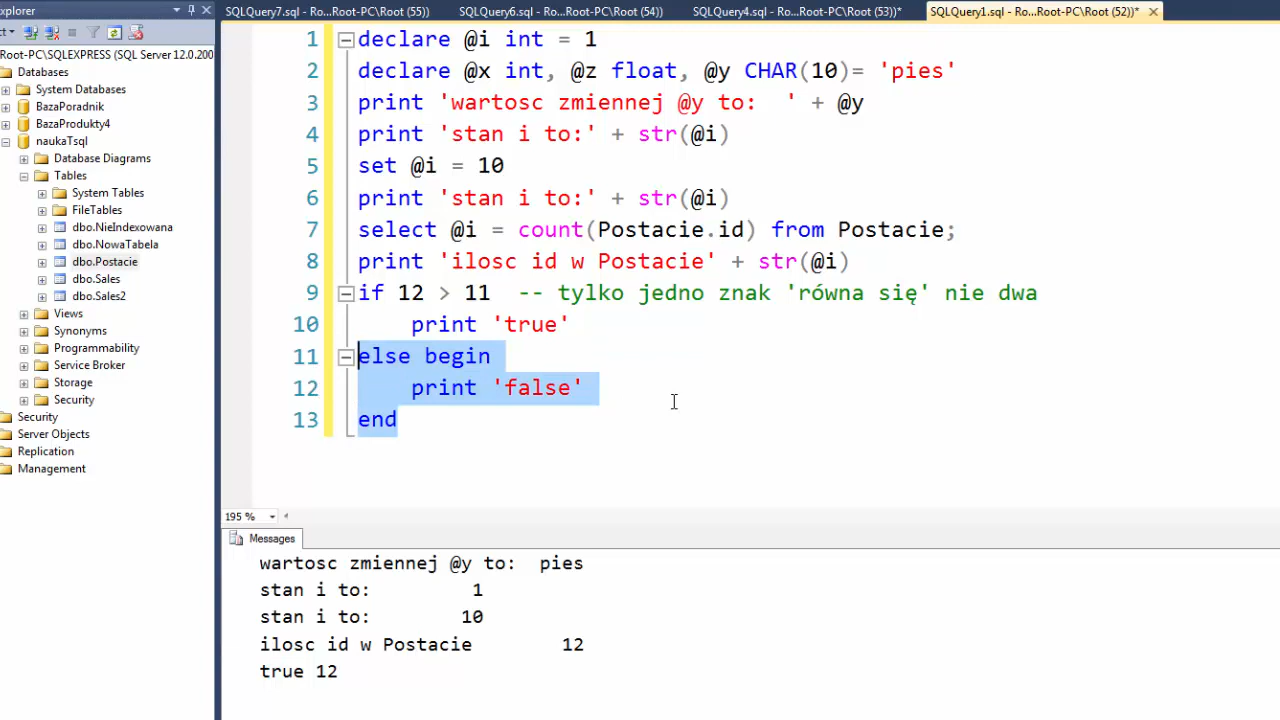 SQLQuery7.sql - Ro...Root-PC\Root (55))
SQLQuery6.sql - Ro...Root-PC\Root (54))
SQLQuery4.sql - Ro...Root-PC\Root (53))*
SQLQuery1.sql - Ro...Root-PC\Root (52))*
xplorer
ct
Root-PC\SQLEXPRESS (SQL Server 12.0.200
Databases
System Databases
BazaPoradnik
BazaProdukty4
naukaTsql
Database Diagrams
Tables
System Tables
FileTables
dbo.NieIndexowana
dbo.NowaTabela
dbo.Postacie
dbo.Sales
dbo.Sales2
Views
Synonyms
Programmability
Service Broker
Storage
Security
Security
Server Objects
Replication
Management
1 declare @i int = 1
2 declare @x int, @z float, @y CHAR(10)= 'pies'
3 print 'wartosc zmiennej @y to:  ' + @y
4 print 'stan i to:' + str(@i)
5 set @i = 10
6 print 'stan i to:' + str(@i)
7 select @i = count(Postacie.id) from Postacie;
8 print 'ilosc id w Postacie' + str(@i)
9 if 12 > 11  -- tylko jedno znak 'równa się' nie dwa
10     print 'true'
11 else begin
12     print 'false'
13 end
195 %
Messages
wartosc zmiennej @y to:  pies
stan i to:         1
stan i to:        10
ilosc id w Postacie        12
true 12